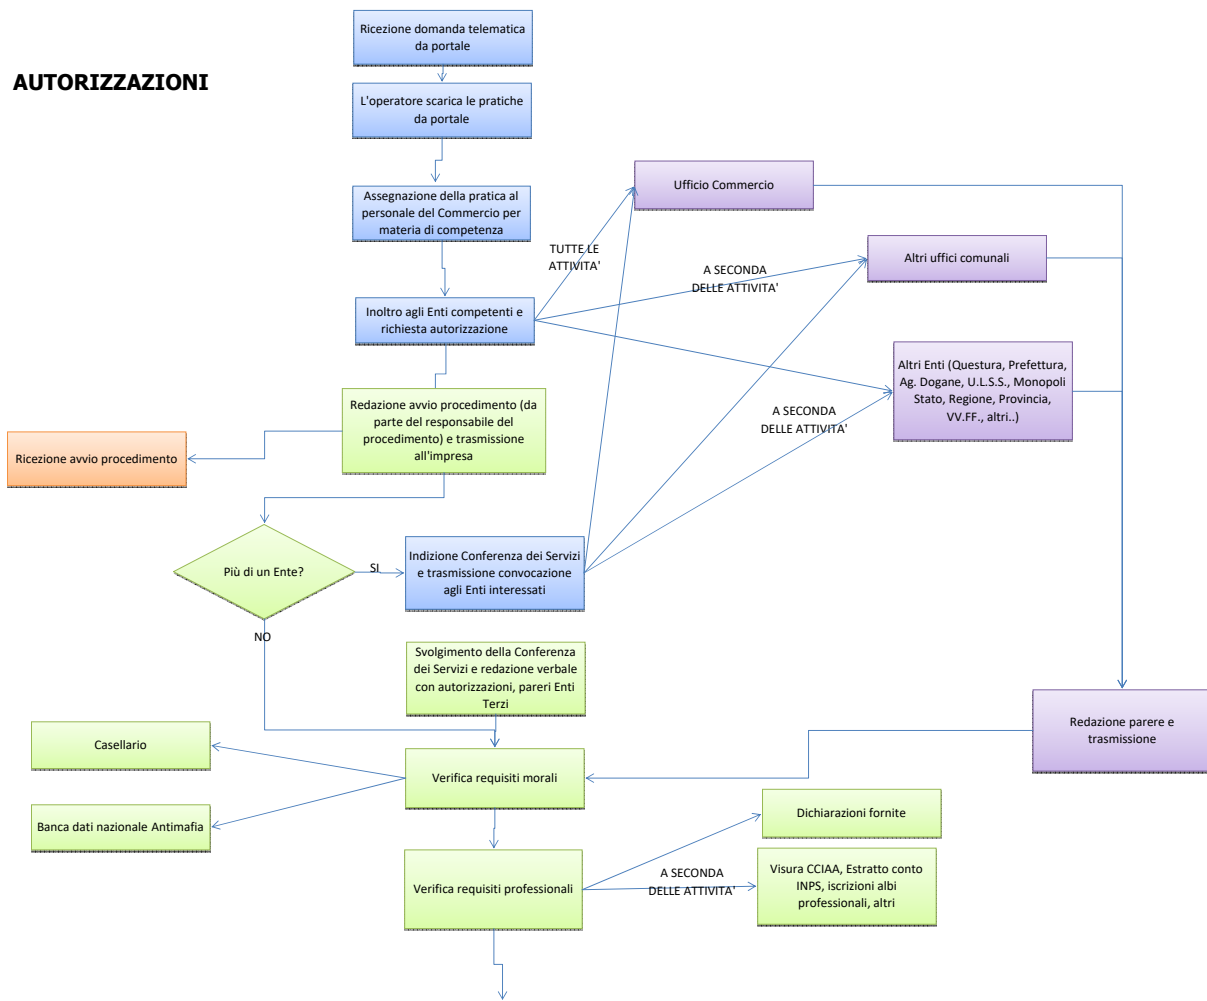 Ricezione domanda telematica
da portale
AUTORIZZAZIONI
L'operatore scarica le pratiche
da portale
Assegnazione della pratica al
personale del Commercio per
materia di competenza
Ufficio Commercio
TUTTE LE
ATTIVITA'
A SECONDA
DELLE ATTIVITA'
Altri uffici comunali
Inoltro agli Enti competenti e
richiesta autorizzazione
Altri Enti (Questura, Prefettura,
Ag. Dogane, U.L.S.S., Monopoli
Stato, Regione, Provincia,
VV.FF., altri..)
Redazione avvio procedimento (da
parte del responsabile del
procedimento) e trasmissione
all'impresa
A SECONDA
DELLE ATTIVITA'
Ricezione avvio procedimento
Più di un Ente?
SI
Indizione Conferenza dei Servizi
e trasmissione convocazione
agli Enti interessati
NO
Svolgimento della Conferenza
dei Servizi e redazione verbale
con autorizzazioni, pareri Enti
Terzi
Redazione parere e
trasmissione
Casellario
Verifica requisiti morali
Banca dati nazionale Antimafia
Dichiarazioni fornite
Verifica requisiti professionali
A SECONDA
DELLE ATTIVITA'
Visura CCIAA, Estratto conto
INPS, iscrizioni albi
professionali, altri